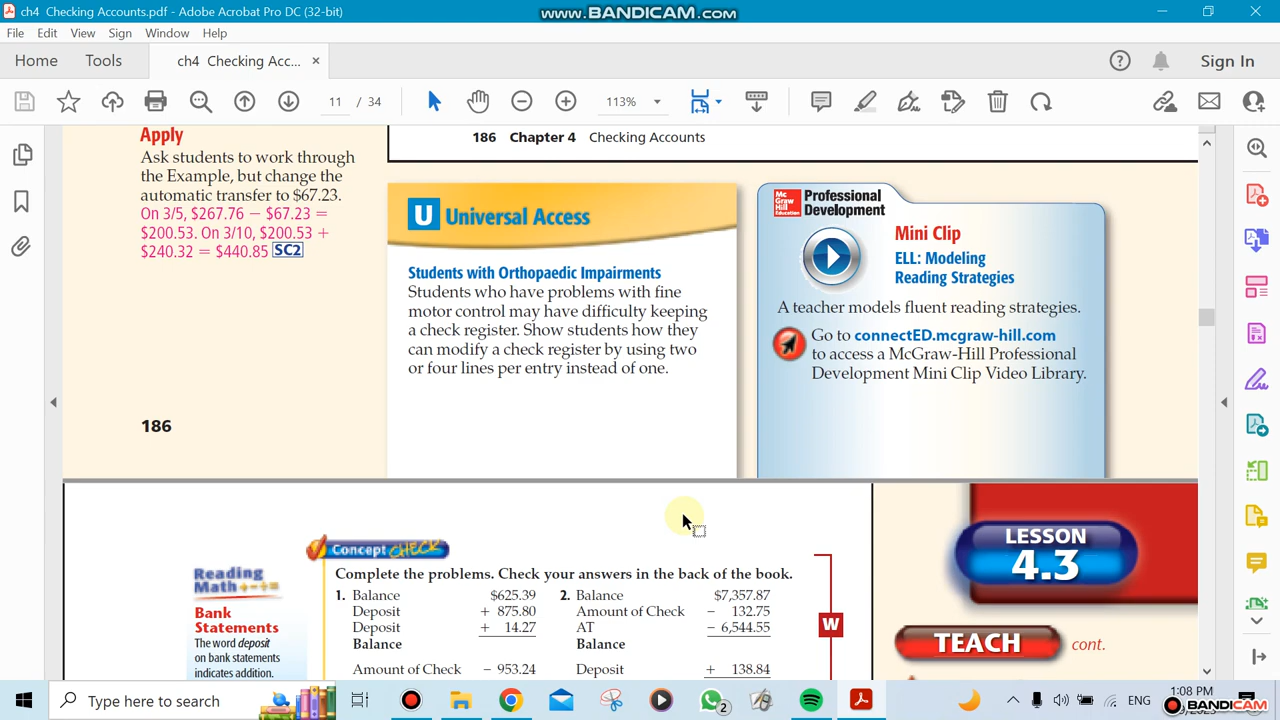 ch4 Checking Accounts.pdf - Adobe Acrobat Pro DC (32-bit)
www.BANDICAM.com
File Edit View Sign Window Help
Home Tools ch4 Checking Acc... × Sign In
11 / 34 113%
Apply
Ask students to work through
the Example, but change the
automatic transfer to $67.23.
On 3/5, $267.76 − $67.23 =
$200.53. On 3/10, $200.53 +
$240.32 = $440.85 SC2
186
186 Chapter 4 Checking Accounts
U Universal Access
Students with Orthopaedic Impairments
Students who have problems with fine
motor control may have difficulty keeping
a check register. Show students how they
can modify a check register by using two
or four lines per entry instead of one.
Mc Graw Hill Education
Professional
Development
Mini Clip
ELL: Modeling
Reading Strategies
A teacher models fluent reading strategies.
Go to connectED.mcgraw-hill.com
to access a McGraw-Hill Professional
Development Mini Clip Video Library.
Concept CHECK
Reading
Math
Bank
Statements
The word deposit
on bank statements
indicates addition.
Complete the problems. Check your answers in the back of the book.
1. Balance $625.39
Deposit + 875.80
Deposit + 14.27
Balance
Amount of Check − 953.24
2. Balance $7,357.87
Amount of Check − 132.75
AT − 6,544.55
Balance
Deposit + 138.84
W
LESSON
4.3
TEACH cont.
Type here to search
2
ENG
1:08 PM
BANDICAM